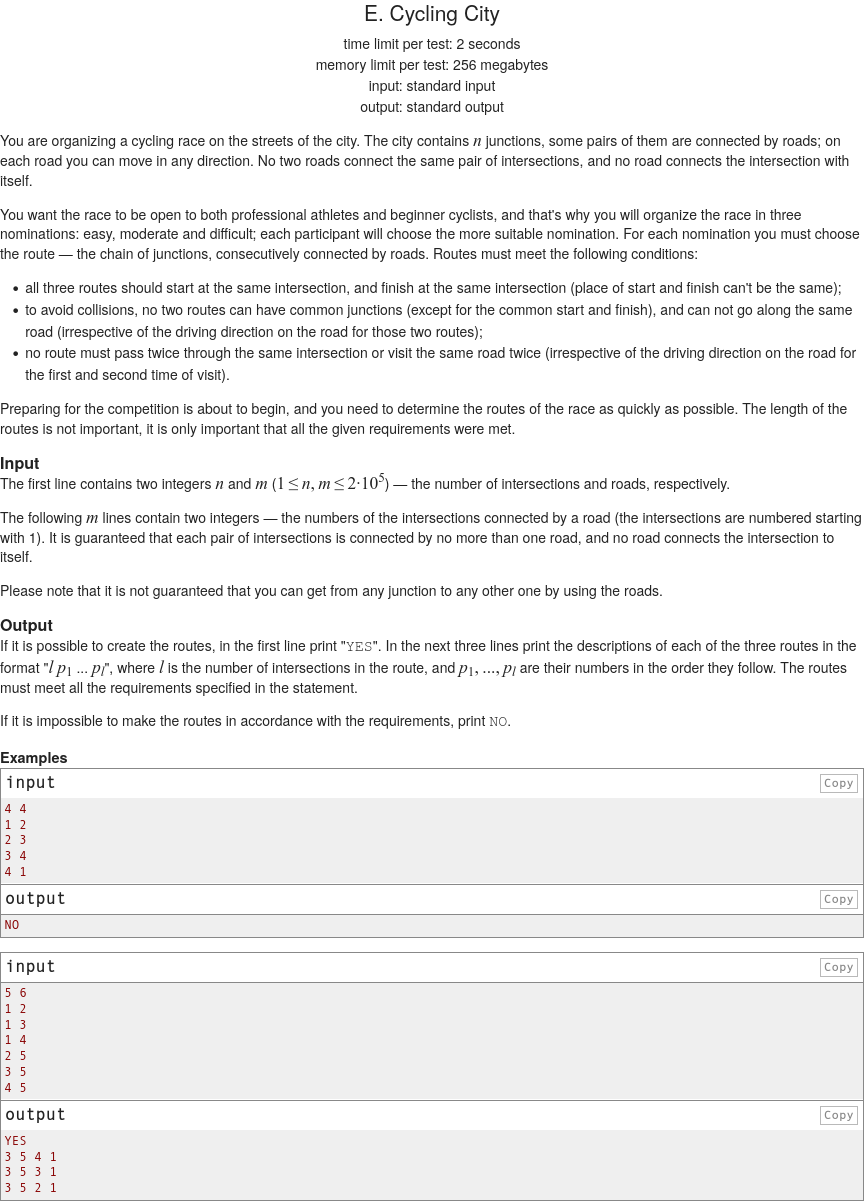 E. Cycling City
time limit per test: 2 seconds
memory limit per test: 256 megabytes
input: standard input
output: standard output
You are organizing a cycling race on the streets of the city. The city contains n junctions, some pairs of them are connected by roads; on
each road you can move in any direction. No two roads connect the same pair of intersections, and no road connects the intersection with
itself.
You want the race to be open to both professional athletes and beginner cyclists, and that's why you will organize the race in three
nominations: easy, moderate and difficult; each participant will choose the more suitable nomination. For each nomination you must choose
the route — the chain of junctions, consecutively connected by roads. Routes must meet the following conditions:
• all three routes should start at the same intersection, and finish at the same intersection (place of start and finish can't be the same);
• to avoid collisions, no two routes can have common junctions (except for the common start and finish), and can not go along the same
road (irrespective of the driving direction on the road for those two routes);
• no route must pass twice through the same intersection or visit the same road twice (irrespective of the driving direction on the road for
the first and second time of visit).
Preparing for the competition is about to begin, and you need to determine the routes of the race as quickly as possible. The length of the
routes is not important, it is only important that all the given requirements were met.
Input
The first line contains two integers n and m (1 ≤ n, m ≤ 2·10⁵) — the number of intersections and roads, respectively.
The following m lines contain two integers — the numbers of the intersections connected by a road (the intersections are numbered starting
with 1). It is guaranteed that each pair of intersections is connected by no more than one road, and no road connects the intersection to
itself.
Please note that it is not guaranteed that you can get from any junction to any other one by using the roads.
Output
If it is possible to create the routes, in the first line print "YES". In the next three lines print the descriptions of each of the three routes in the
format "l p₁ ... pₗ", where l is the number of intersections in the route, and p₁, ..., pₗ are their numbers in the order they follow. The routes
must meet all the requirements specified in the statement.
If it is impossible to make the routes in accordance with the requirements, print NO.
Examples
input Copy
4 4
1 2
2 3
3 4
4 1
output Copy
NO
input Copy
5 6
1 2
1 3
1 4
2 5
3 5
4 5
output Copy
YES
3 5 4 1
3 5 3 1
3 5 2 1